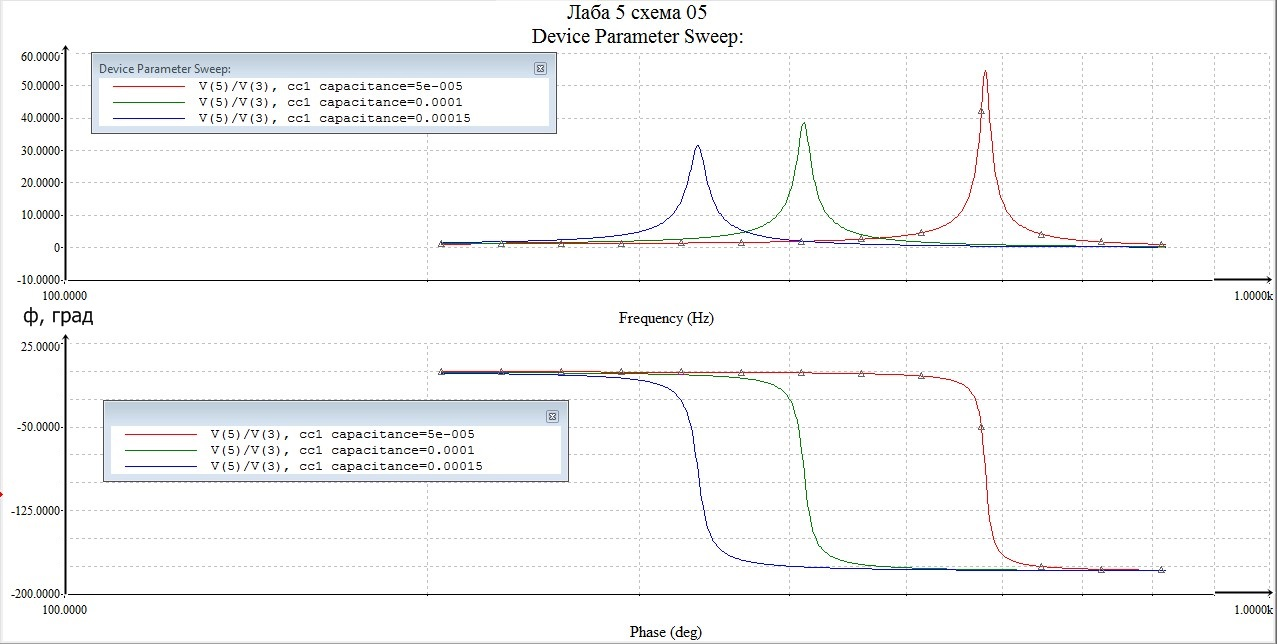 Лаба 5 схема 05
Device Parameter Sweep:
60.0000
50.0000
40.0000
30.0000
20.0000
10.0000
0
-10.0000
Device Parameter Sweep:
V(5)/V(3), cc1 capacitance=5e-005
V(5)/V(3), cc1 capacitance=0.0001
V(5)/V(3), cc1 capacitance=0.00015
100.0000
1.0000k
Frequency (Hz)
ф, град
25.0000
-50.0000
-125.0000
-200.0000
V(5)/V(3), cc1 capacitance=5e-005
V(5)/V(3), cc1 capacitance=0.0001
V(5)/V(3), cc1 capacitance=0.00015
100.0000
1.0000k
Phase (deg)